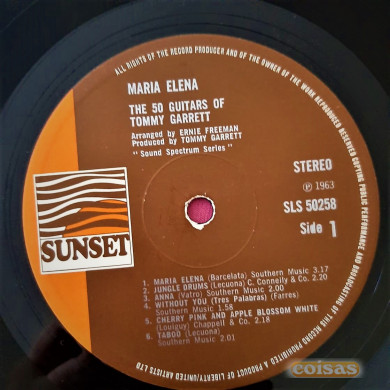 ALL RIGHTS OF THE RECORD PRODUCER AND OF THE OWNER OF THE WORK REPRODUCED RESERVED COPYING PUBLIC PERFORMANCE AND BROADCASTING OF THIS RECORD PROHIBITED
MARIA ELENA
THE 50 GUITARS OF
TOMMY GARRETT
Arranged by ERNIE FREEMAN
Produced by TOMMY GARRETT
"Sound Spectrum Series"
STEREO
℗ 1963
SLS 50258
Side 1
SUNSET
1 MARIA ELENA (Barcelata) Southern Music 3.17
2 JUNGLE DRUMS (Lecuona) C. Connelly & Co. 2.20
3 ANNA (Vatro) Southern Music 2.00
4 WITHOUT YOU (Tres Palabras) (Farres)
Southern Music 1.58
5 CHERRY PINK AND APPLE BLOSSOM WHITE
(Louiguy) Chappell & Co. 2.18
6 TABOO (Lecuona)
Southern Music 2.01
A PRODUCT OF LIBERTY/UNITED ARTISTS LTD
coisas